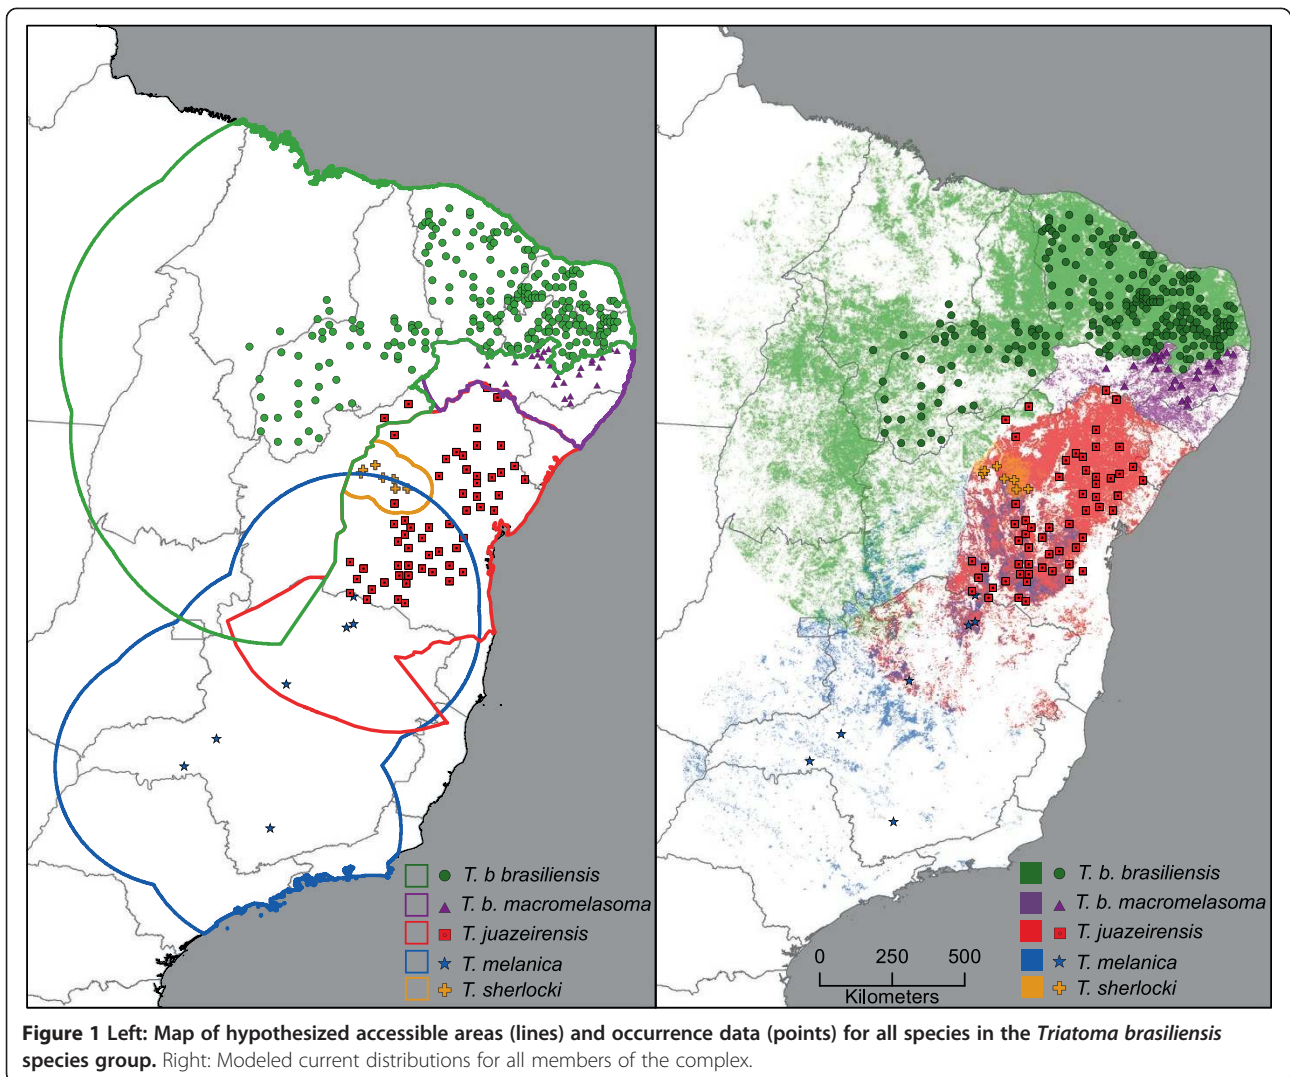 T. b brasiliensis
T. b. macromelasoma
T. juazeirensis
T. melanica
T. sherlocki
T. b. brasiliensis
T. b. macromelasoma
T. juazeirensis
T. melanica
T. sherlocki
0 250 500
Kilometers
Figure 1 Left: Map of hypothesized accessible areas (lines) and occurrence data (points) for all species in the Triatoma brasiliensis
species group. Right: Modeled current distributions for all members of the complex.